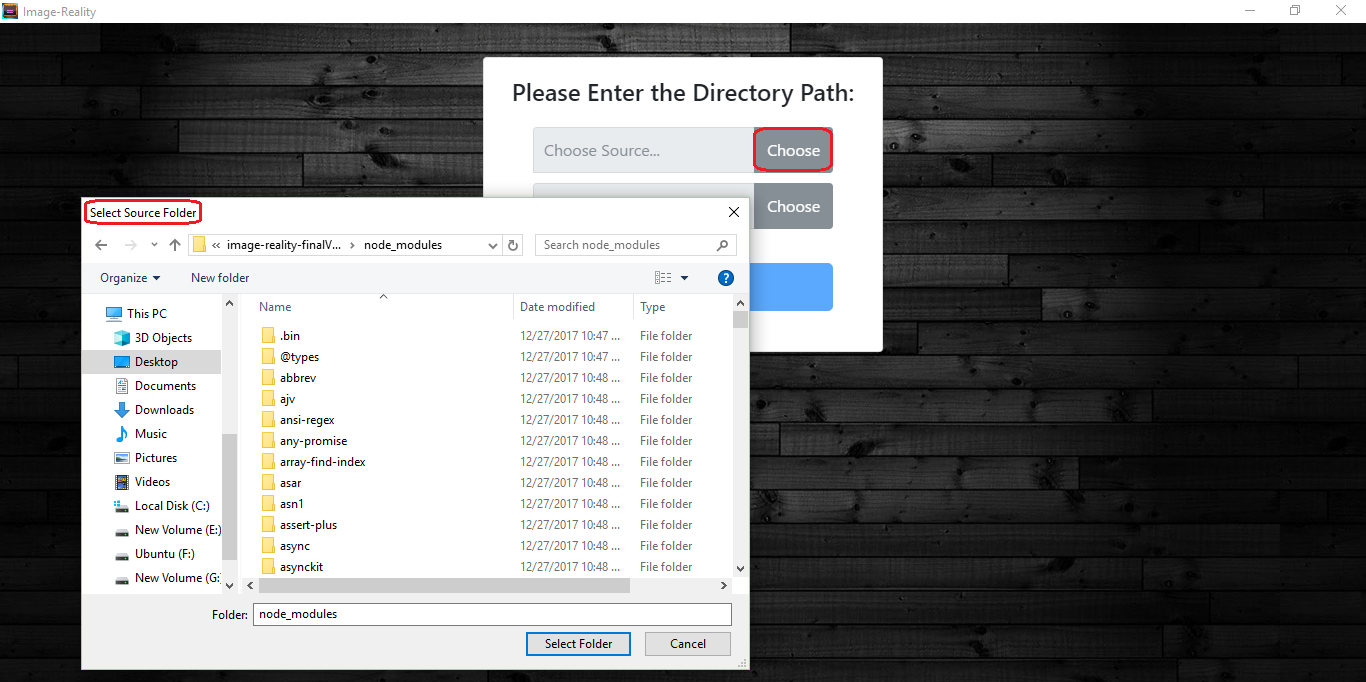 Image-Reality
Please Enter the Directory Path:
Choose Source... Choose
Choose
Select Source Folder
« image-reality-finalV... > node_modules Search node_modules
Organize New folder ?
This PC
3D Objects
Desktop
Documents
Downloads
Music
Pictures
Videos
Local Disk (C:)
New Volume (E:)
Ubuntu (F:)
New Volume (G:
Name Date modified Type
.bin 12/27/2017 10:47 ... File folder
@types 12/27/2017 10:47 ... File folder
abbrev 12/27/2017 10:48 ... File folder
ajv 12/27/2017 10:48 ... File folder
ansi-regex 12/27/2017 10:48 ... File folder
any-promise 12/27/2017 10:48 ... File folder
array-find-index 12/27/2017 10:48 ... File folder
asar 12/27/2017 10:48 ... File folder
asn1 12/27/2017 10:48 ... File folder
assert-plus 12/27/2017 10:48 ... File folder
async 12/27/2017 10:48 ... File folder
asynckit 12/27/2017 10:48 ... File folder
Folder: node_modules
Select Folder Cancel